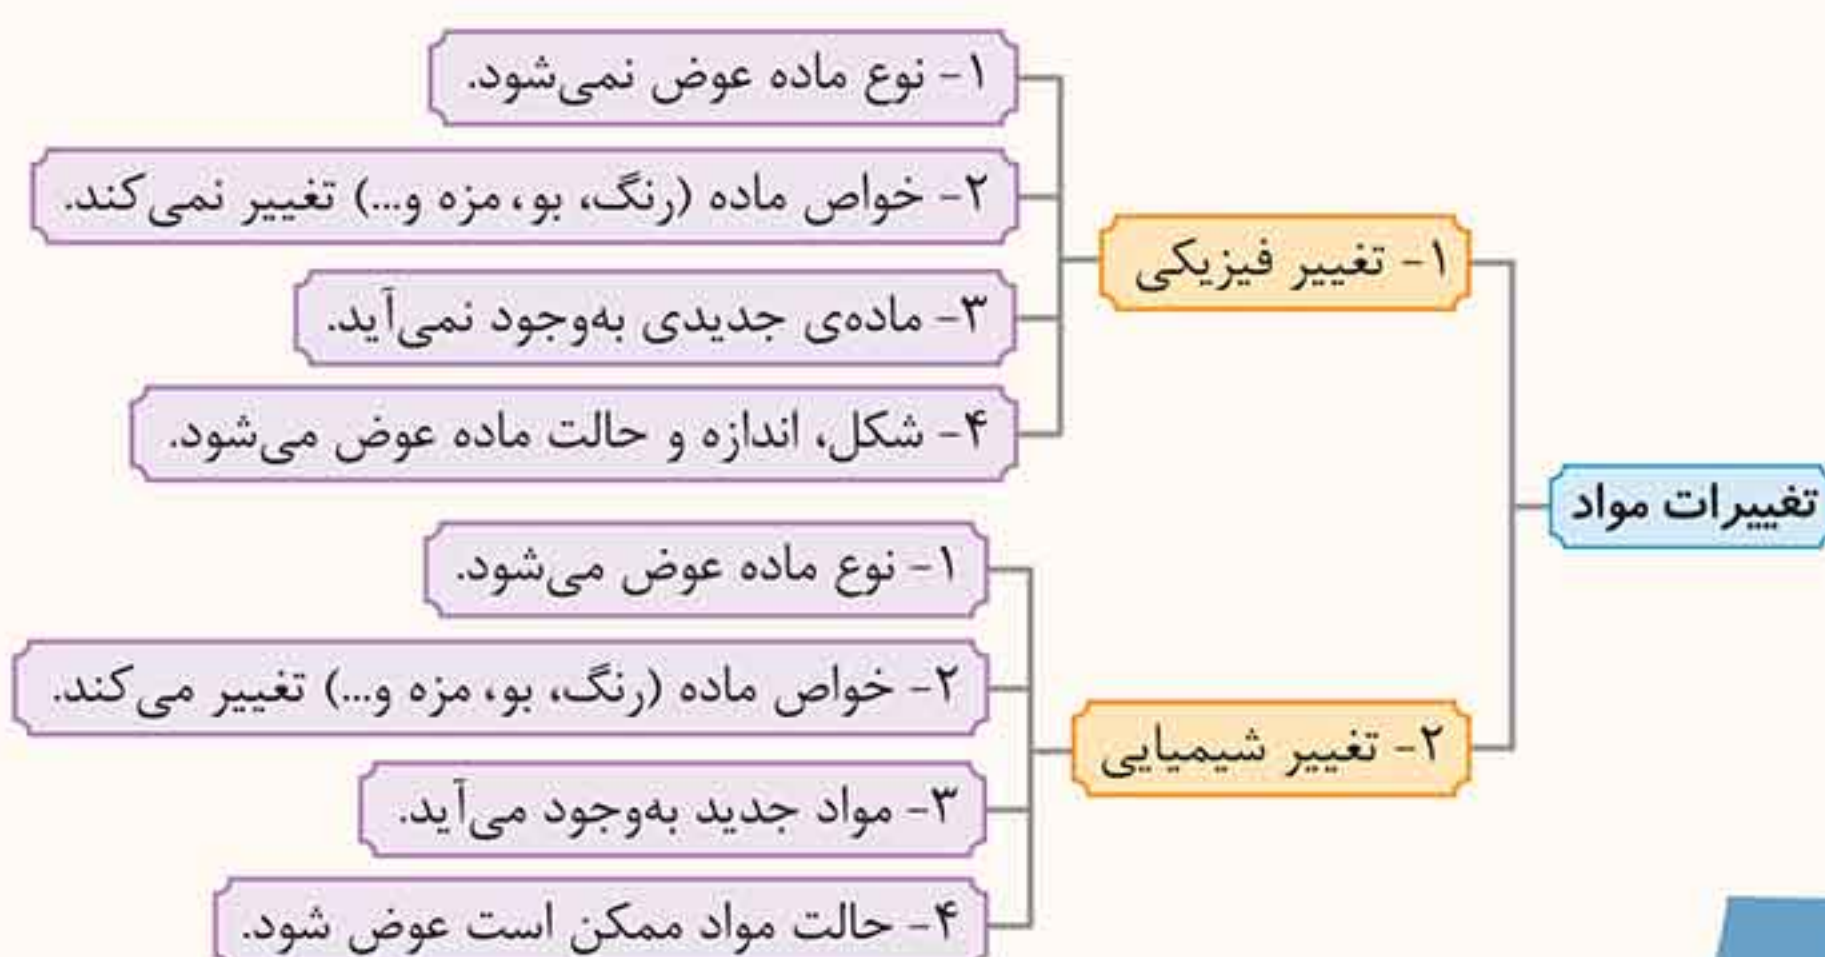 تغییرات مواد
۱- تغییر فیزیکی
۱- نوع ماده عوض نمی‌شود.
۲- خواص ماده (رنگ، بو، مزه و...) تغییر نمی‌کند.
۳- ماده‌ی جدیدی به‌وجود نمی‌آید.
۴- شکل، اندازه و حالت ماده عوض می‌شود.
۲- تغییر شیمیایی
۱- نوع ماده عوض می‌شود.
۲- خواص ماده (رنگ، بو، مزه و...) تغییر می‌کند.
۳- مواد جدید به‌وجود می‌آید.
۴- حالت مواد ممکن است عوض شود.